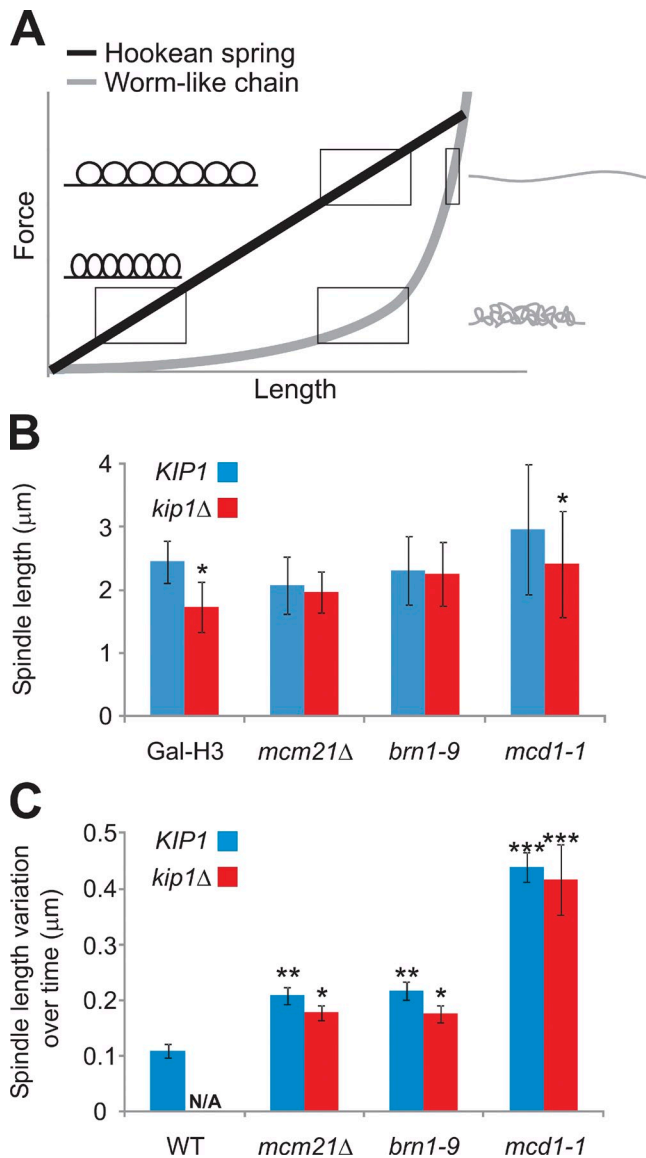 A
Hookean spring
Worm-like chain
Force
Length
B
KIP1
kip1Δ
Spindle length (μm)
4
3
2
1
0
*
*
Gal-H3 mcm21Δ brn1-9 mcd1-1
C
KIP1
kip1Δ
Spindle length variation
over time (μm)
0.5
0.4
0.3
0.2
0.1
0
N/A
** *
** *
*** ***
WT mcm21Δ brn1-9 mcd1-1